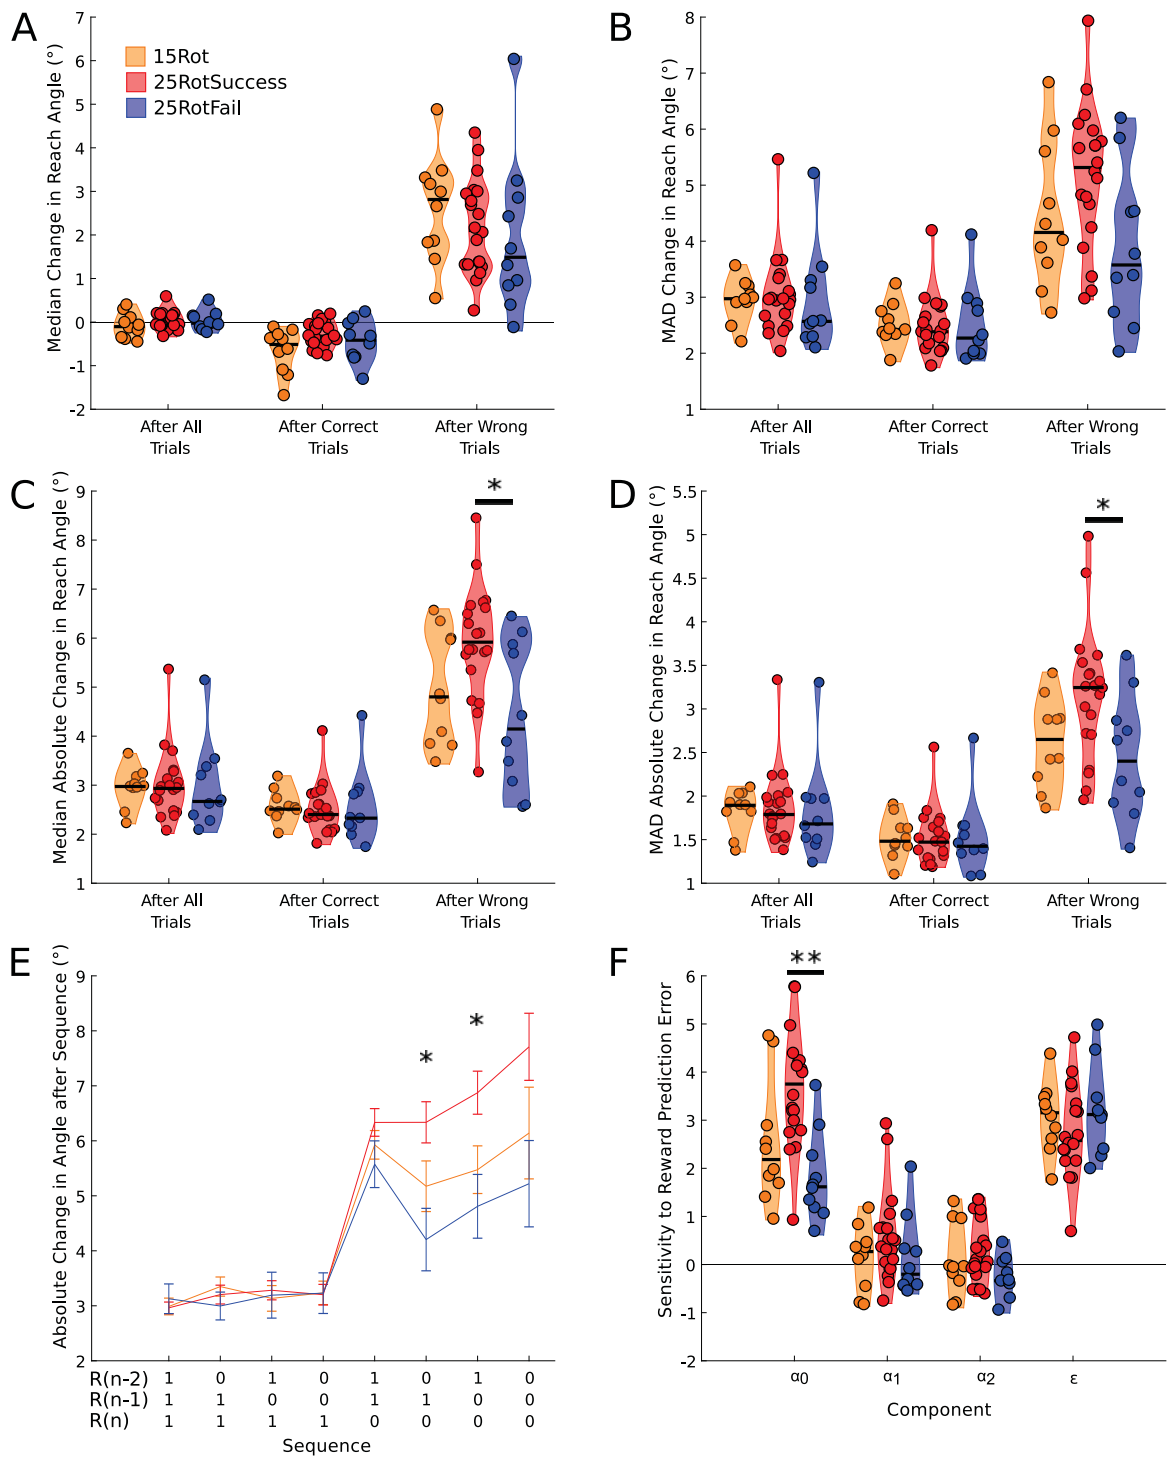 A
Median Change in Reach Angle (°)
7
6
5
4
3
2
1
0
-1
-2
15Rot
25RotSuccess
25RotFail
After All
Trials
After Correct
Trials
After Wrong
Trials
B
MAD Change in Reach Angle (°)
8
7
6
5
4
3
2
1
After All
Trials
After Correct
Trials
After Wrong
Trials
C
Median Absolute Change in Reach Angle (°)
9
8
7
6
5
4
3
2
1
*
After All
Trials
After Correct
Trials
After Wrong
Trials
D
MAD Absolute Change in Reach Angle (°)
5.5
5
4.5
4
3.5
3
2.5
2
1.5
1
*
After All
Trials
After Correct
Trials
After Wrong
Trials
E
Absolute Change in Angle after Sequence (°)
9
8
7
6
5
4
3
2
*
*
R(n-2) 1 0 1 0 1 0 1 0
R(n-1) 1 1 0 0 1 1 0 0
R(n) 1 1 1 1 0 0 0 0
Sequence
F
Sensitivity to Reward Prediction Error
6
5
4
3
2
1
0
-1
-2
**
α0 α1 α2 ε
Component